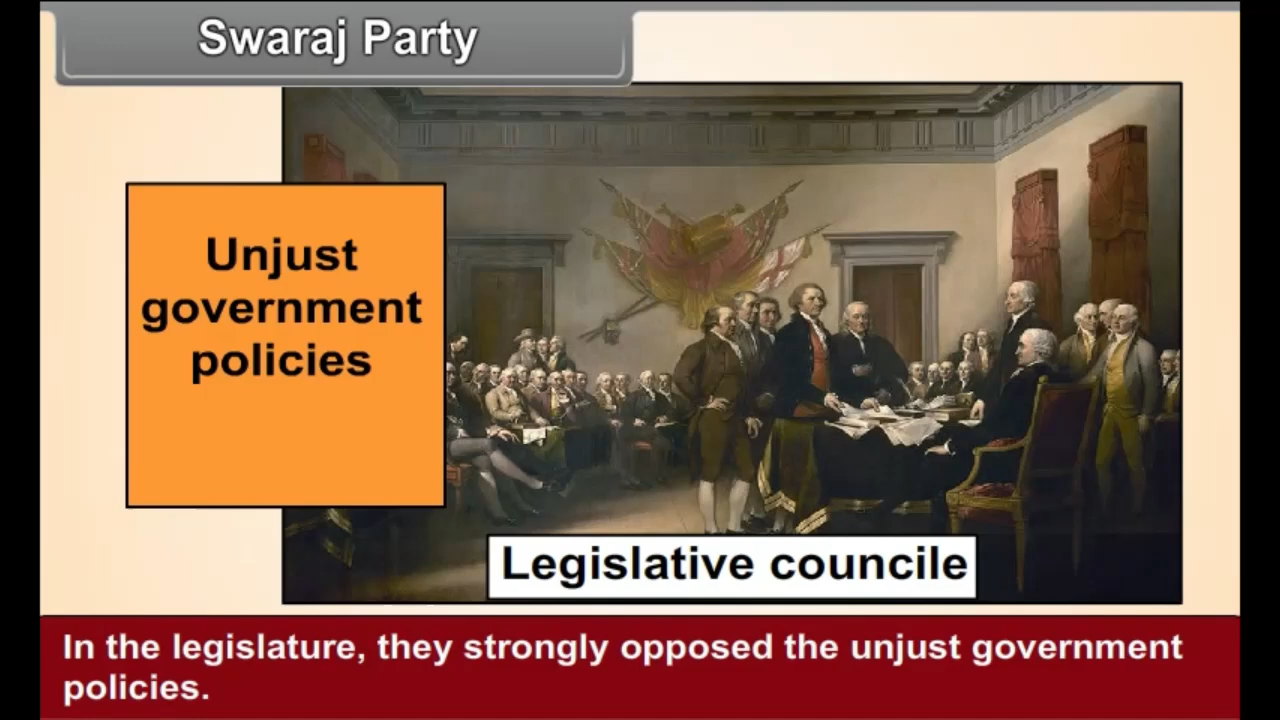 Swaraj Party
Unjust
government
policies
Legislative councile
In the legislature, they strongly opposed the unjust government
policies.